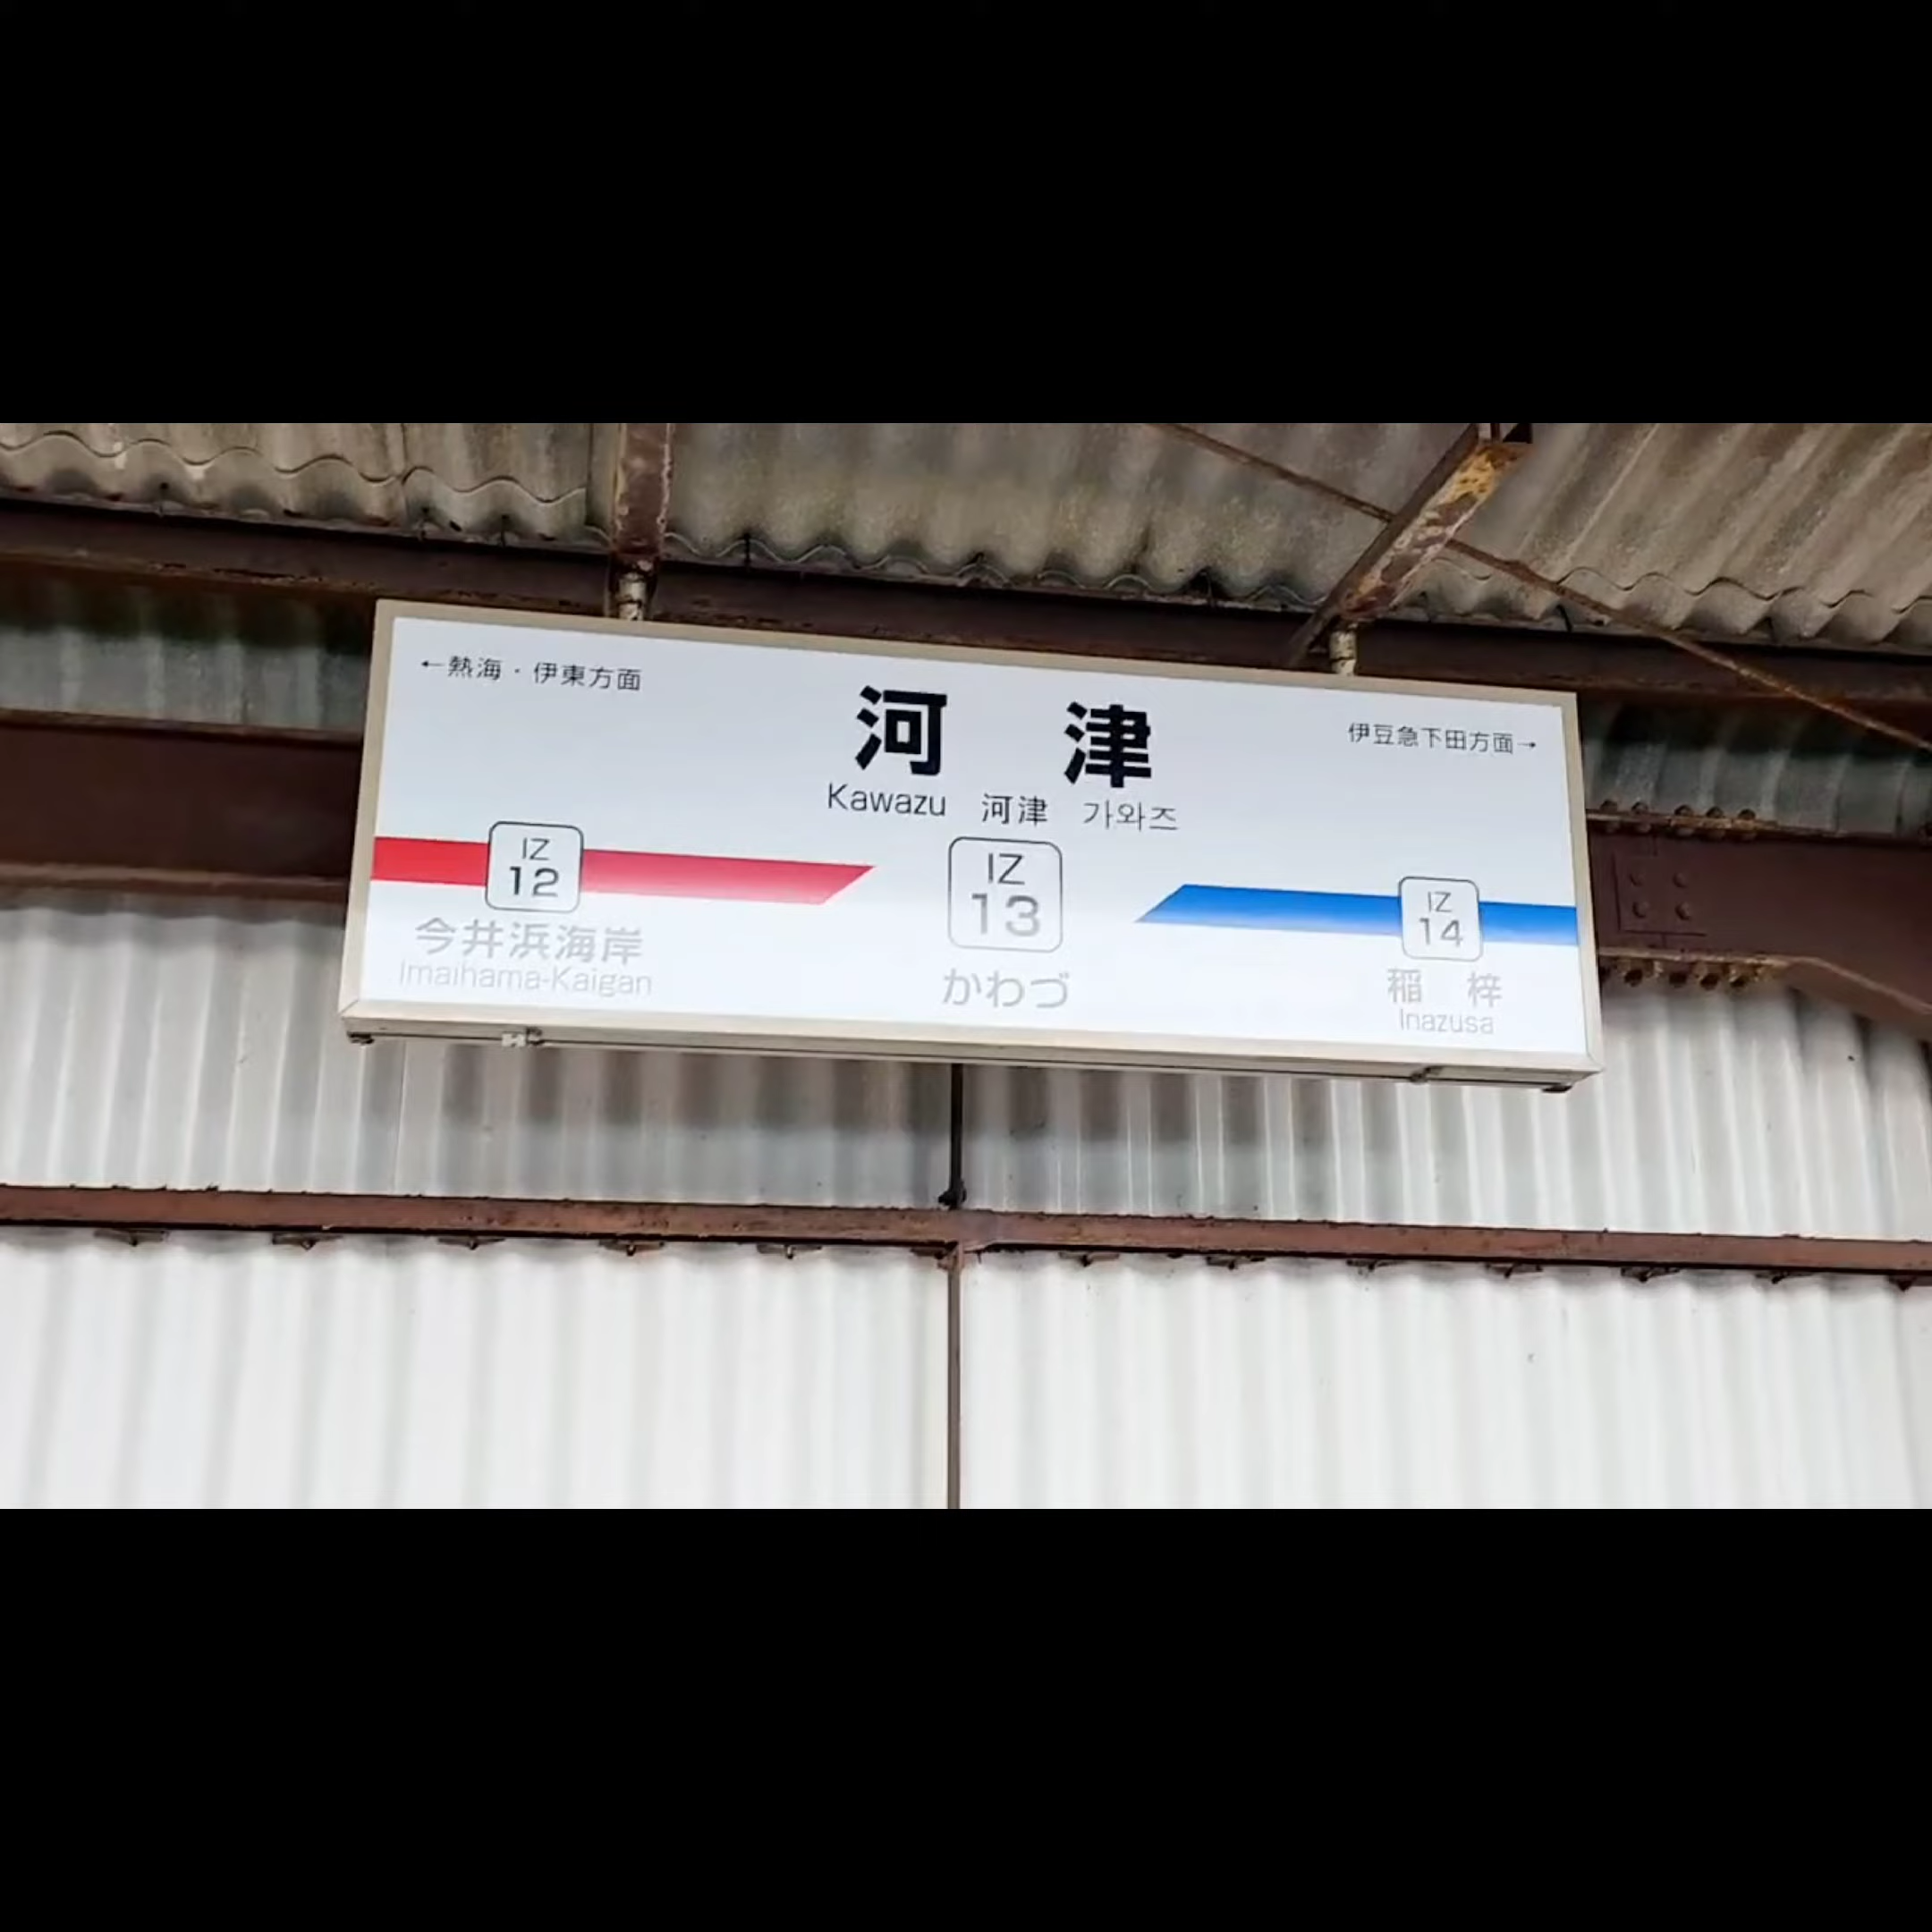 ←熱海・伊東方面
河 津
伊豆急下田方面→
Kawazu 河津 가와즈
IZ
12
IZ
13
IZ
14
今井浜海岸
Imaihama-Kaigan
かわづ
稲 梓
Inazusa